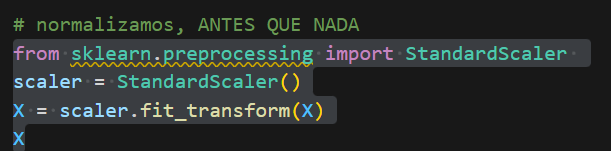 # normalizamos, ANTES QUE NADA
from sklearn.preprocessing import StandardScaler
scaler = StandardScaler()
X = scaler.fit_transform(X)
X